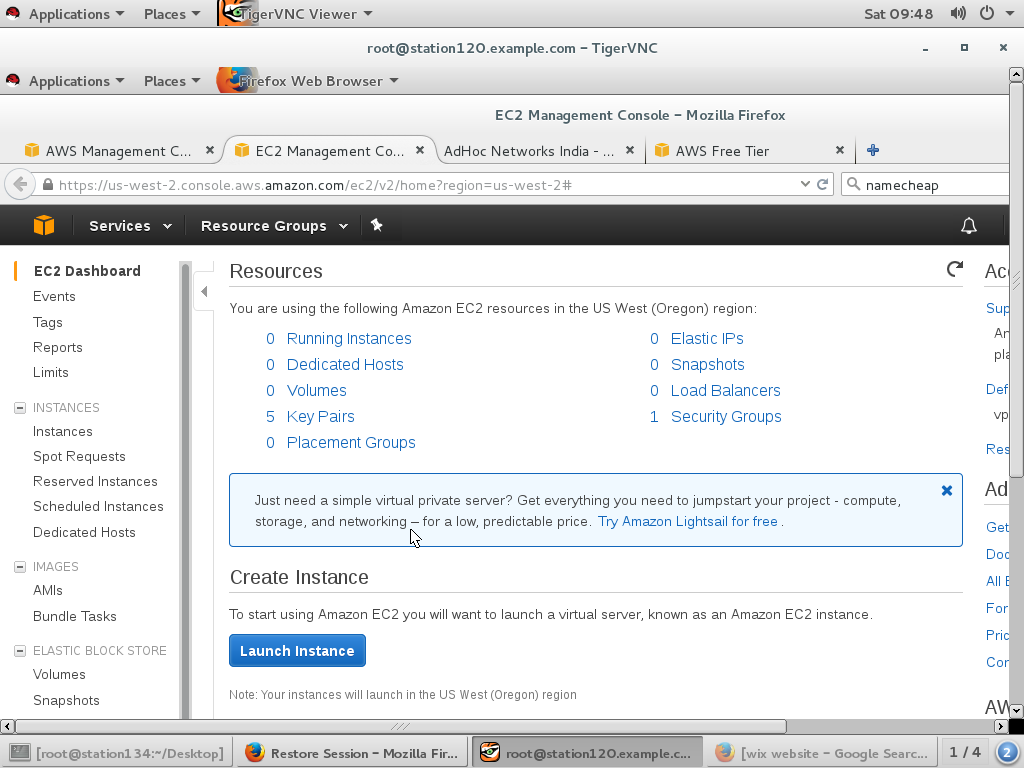 Applications Places TigerVNC Viewer Sat 09:48
root@station120.example.com - TigerVNC
Applications Places Firefox Web Browser
EC2 Management Console - Mozilla Firefox
AWS Management C... EC2 Management Co... AdHoc Networks India - ... AWS Free Tier
https://us-west-2.console.aws.amazon.com/ec2/v2/home?region=us-west-2# namecheap
Services Resource Groups
EC2 Dashboard
Events
Tags
Reports
Limits
INSTANCES
Instances
Spot Requests
Reserved Instances
Scheduled Instances
Dedicated Hosts
IMAGES
AMIs
Bundle Tasks
ELASTIC BLOCK STORE
Volumes
Snapshots
Resources
You are using the following Amazon EC2 resources in the US West (Oregon) region:
0 Running Instances 0 Elastic IPs
0 Dedicated Hosts 0 Snapshots
0 Volumes 0 Load Balancers
5 Key Pairs 1 Security Groups
0 Placement Groups
Just need a simple virtual private server? Get everything you need to jumpstart your project - compute,
storage, and networking – for a low, predictable price. Try Amazon Lightsail for free .
Create Instance
To start using Amazon EC2 you will want to launch a virtual server, known as an Amazon EC2 instance.
Launch Instance
Note: Your instances will launch in the US West (Oregon) region
Acc
Sup
An
pla
Def
vp
Res
Ad
Get
Doc
All E
For
Pric
Con
AW
[root@station134:~/Desktop] Restore Session - Mozilla Fir... root@station120.example.c... [wix website - Google Searc... 1 / 4 2